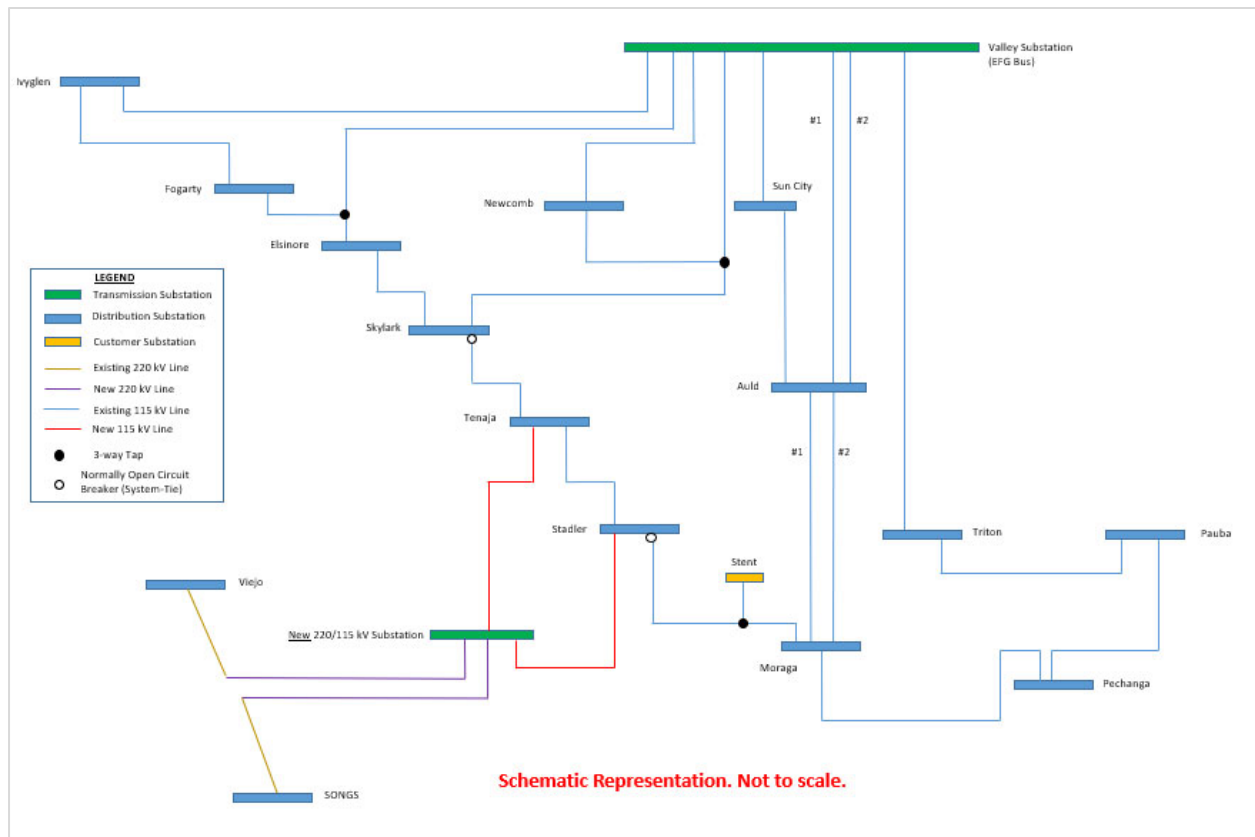 Valley Substation
(EFG Bus)
Ivyglen
#1
#2
Fogarty
Sun City
Newcomb
Elsinore
LEGEND
Transmission Substation
Distribution Substation
Customer Substation
Existing 220 kV Line
New 220 kV Line
Existing 115 kV Line
New 115 kV Line
3-way Tap
Normally Open Circuit
Breaker (System-Tie)
Skylark
Auld
Tenaja
#1
#2
Stadler
Triton
Pauba
Stent
Viejo
New 220/115 kV Substation
Moraga
Pechanga
Schematic Representation. Not to scale.
SONGS